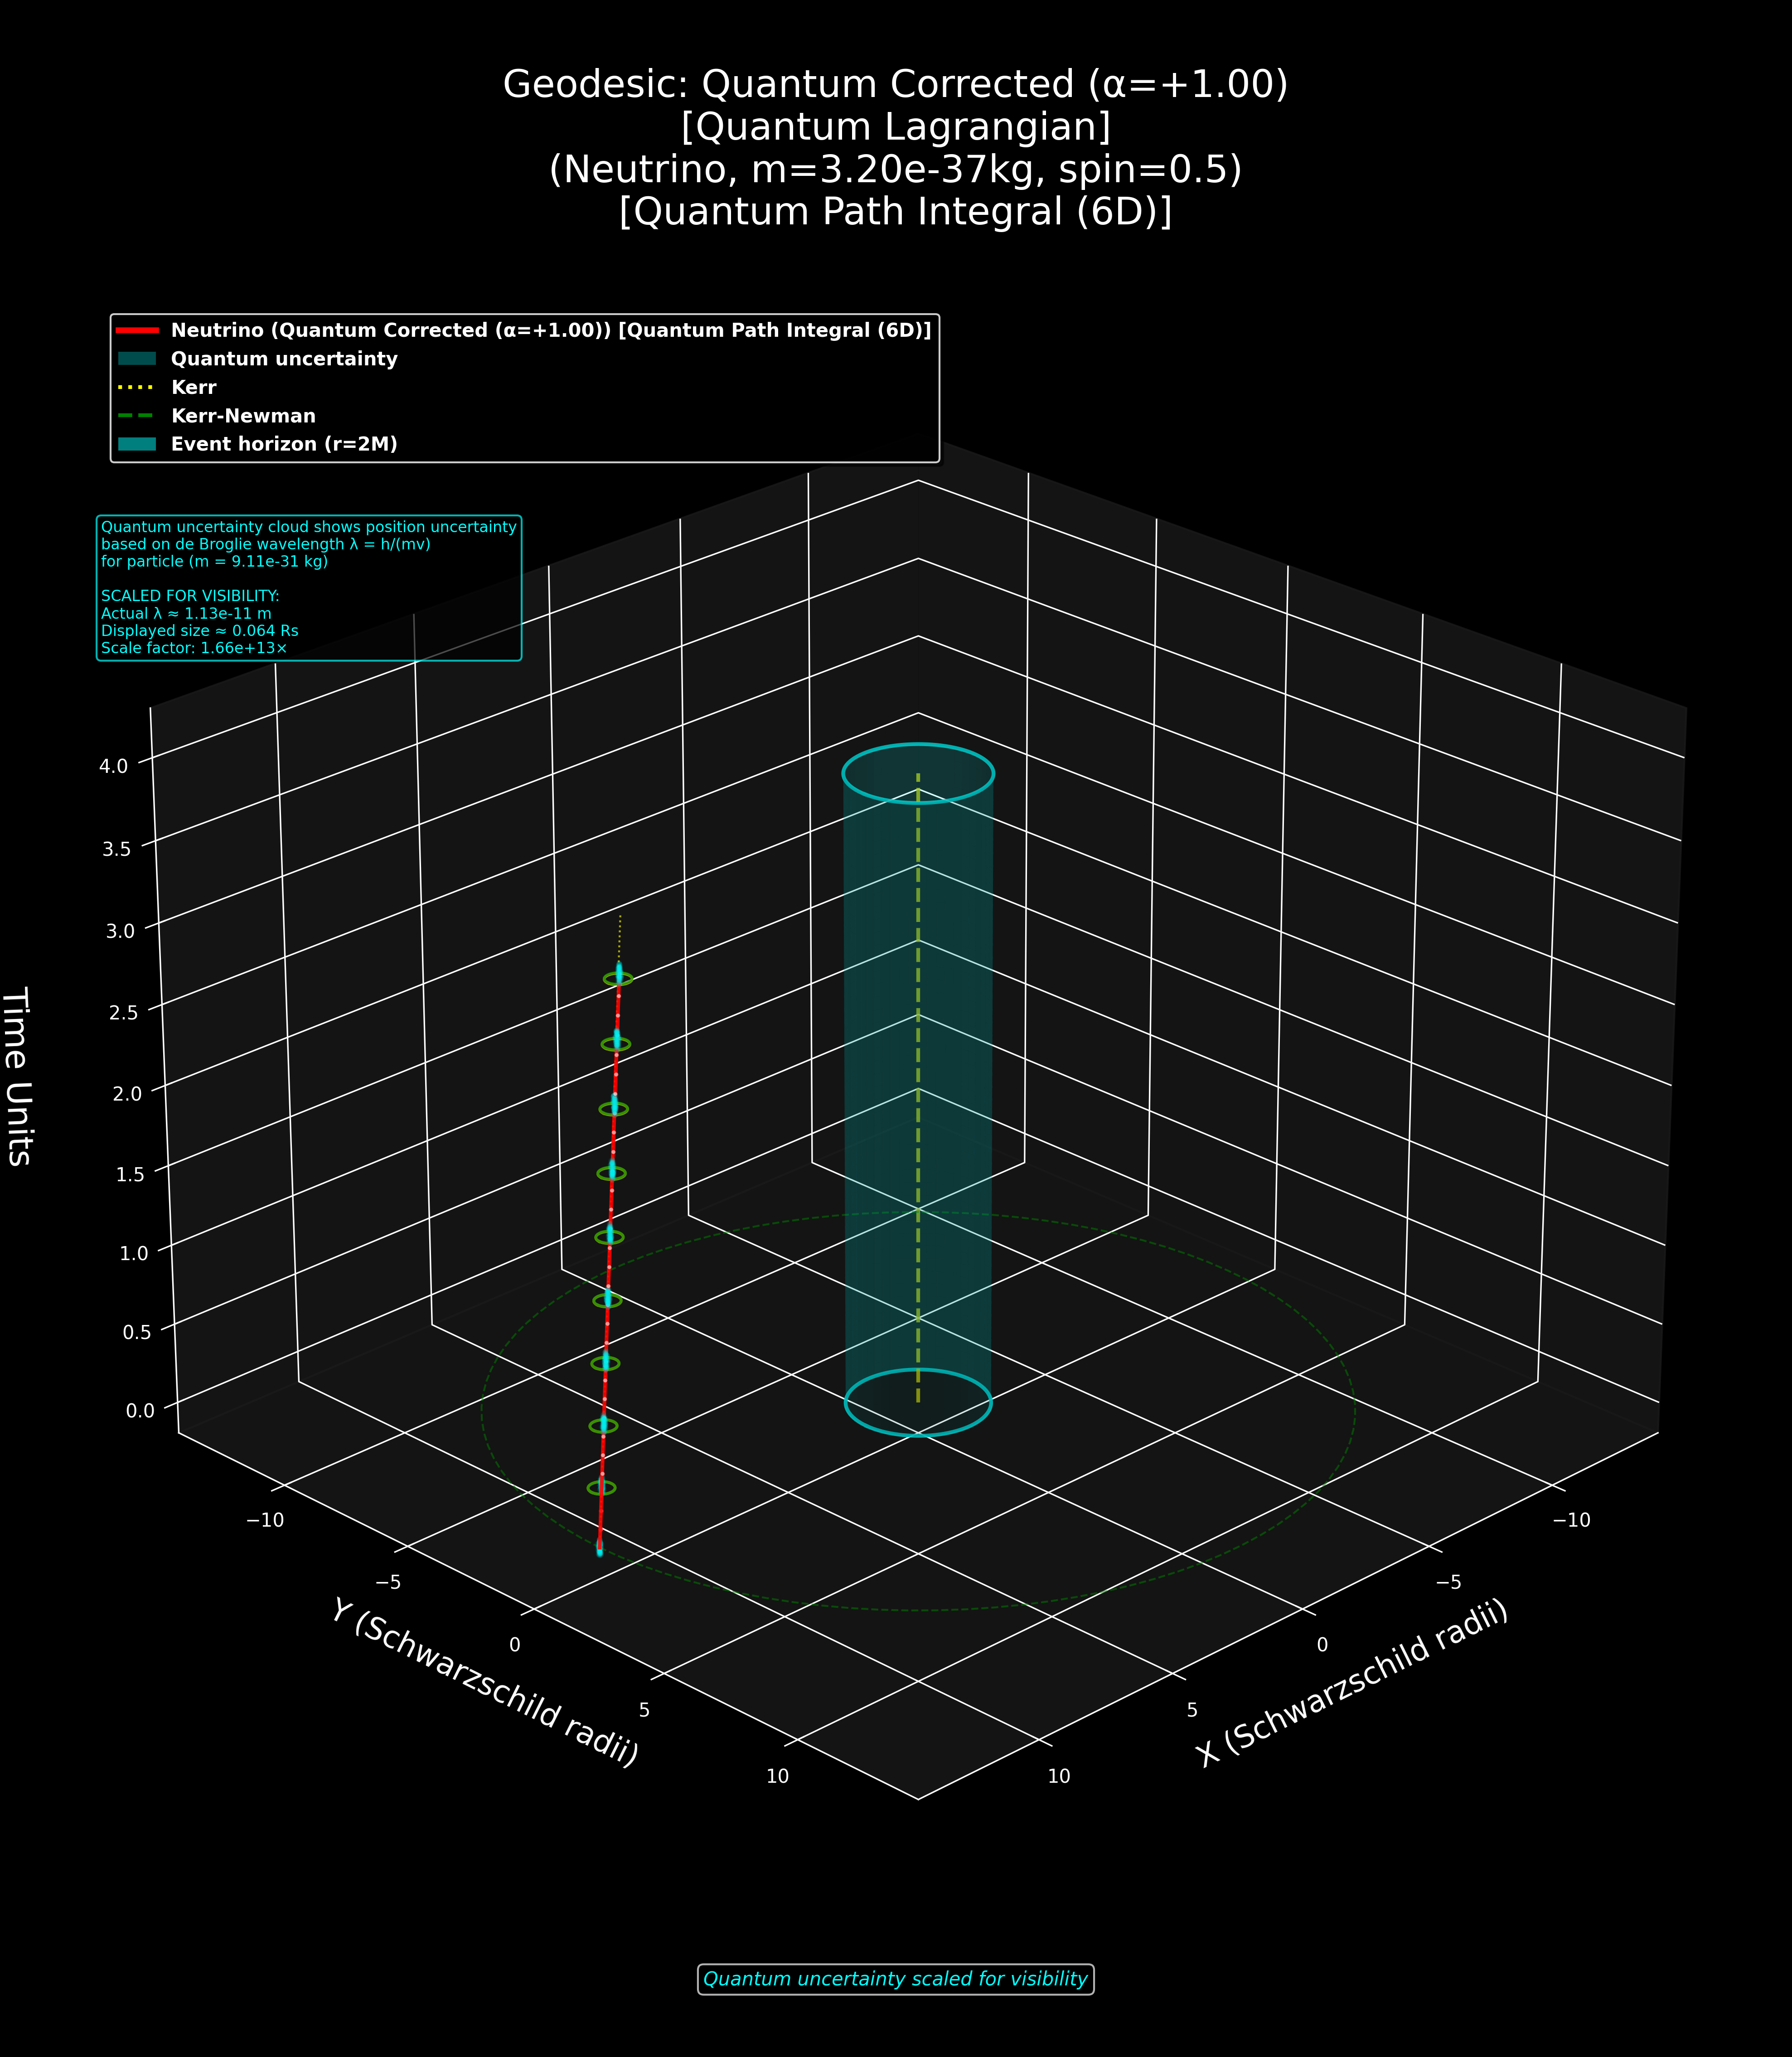 Geodesic: Quantum Corrected (α=+1.00)
[Quantum Lagrangian]
(Neutrino, m=3.20e-37kg, spin=0.5)
[Quantum Path Integral (6D)]
Neutrino (Quantum Corrected (α=+1.00)) [Quantum Path Integral (6D)]
Quantum uncertainty
Kerr
Kerr-Newman
Event horizon (r=2M)
Quantum uncertainty cloud shows position uncertainty
based on de Broglie wavelength λ = h/(mv)
for particle (m = 9.11e-31 kg)
SCALED FOR VISIBILITY:
Actual λ ≈ 1.13e-11 m
Displayed size ≈ 0.064 Rs
Scale factor: 1.66e+13×
4.0
3.5
3.0
2.5
2.0
1.5
1.0
0.5
0.0
Time Units
−10
−5
0
5
10
Y (Schwarzschild radii)
−10
−5
0
5
10
X (Schwarzschild radii)
Quantum uncertainty scaled for visibility